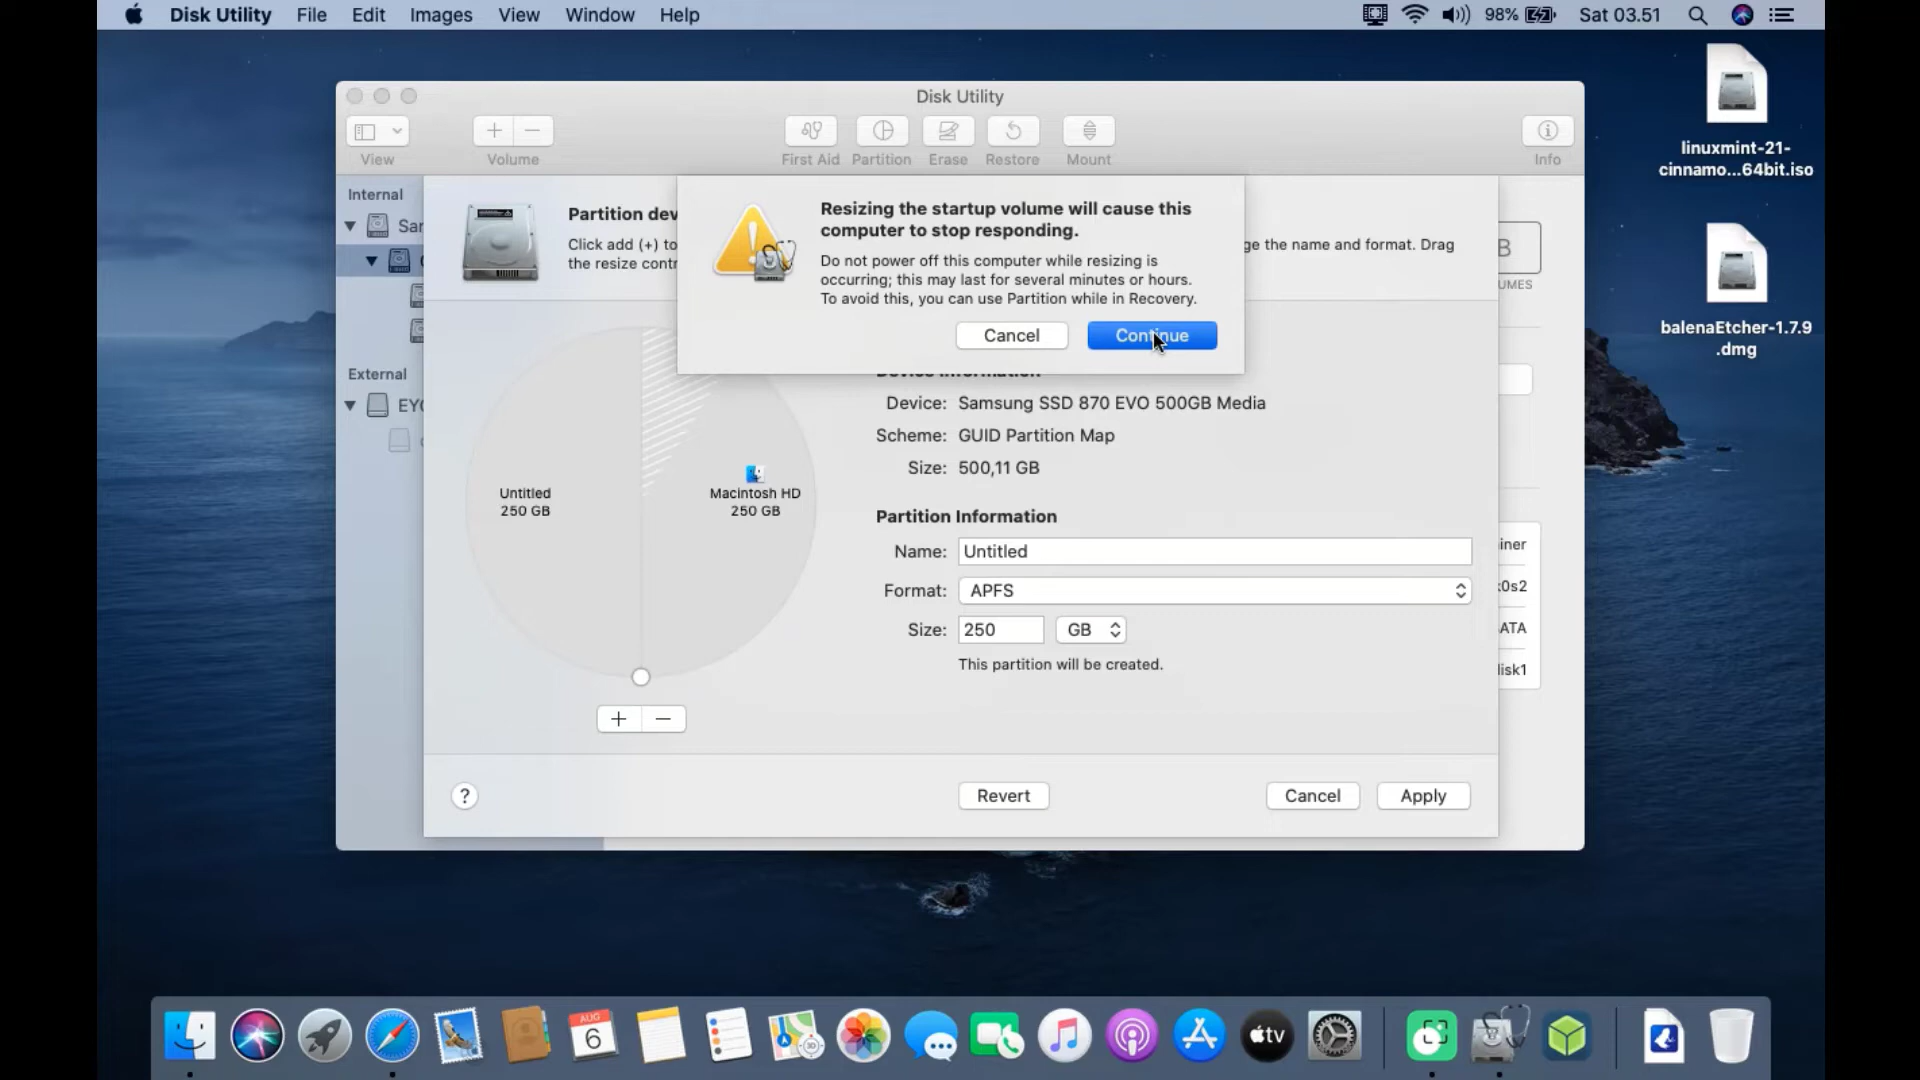 Disk Utility File Edit Images View Window Help 98% Sat 03.51
linuxmint-21-
cinnamo...64bit.iso
balenaEtcher-1.7.9
.dmg
Disk Utility
View Volume First Aid Partition Erase Restore Mount Info
Internal
External
Partition
Click add (+) to
the resize
ge the name and format. Drag
B
Resizing the startup volume will cause this
computer to stop responding.
Do not power off this computer while resizing is
occurring; this may last for several minutes or hours.
To avoid this, you can use Partition while in Recovery.
Cancel Continue
Device: Samsung SSD 870 EVO 500GB Media
Scheme: GUID Partition Map
Size: 500,11 GB
Untitled
250 GB
Macintosh HD
250 GB
Partition Information
Name: Untitled
Format: APFS
Size: 250 GB
This partition will be created.
+ −
? Revert Cancel Apply
AUG
6
tv